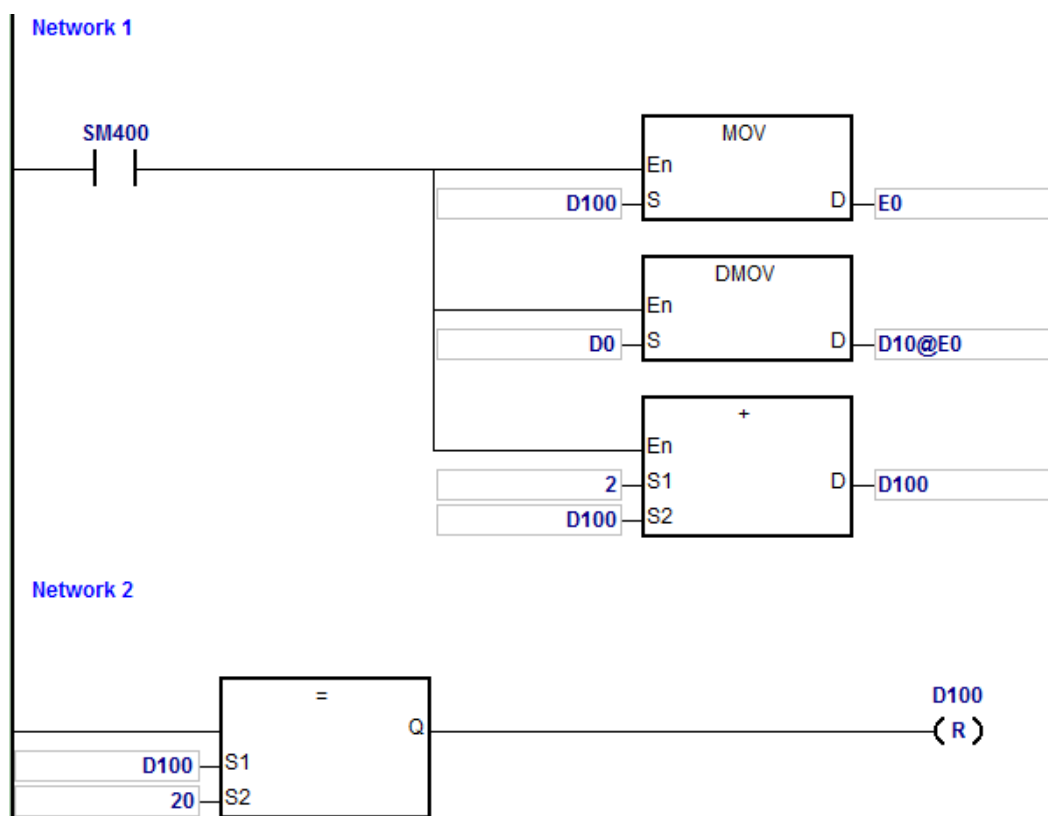 Network 1
SM400
MOV
En
D100 S D E0
DMOV
En
D0 S D D10@E0
+
En
2 S1 D D100
D100 S2
Network 2
= D100
Q R
D100 S1
20 S2